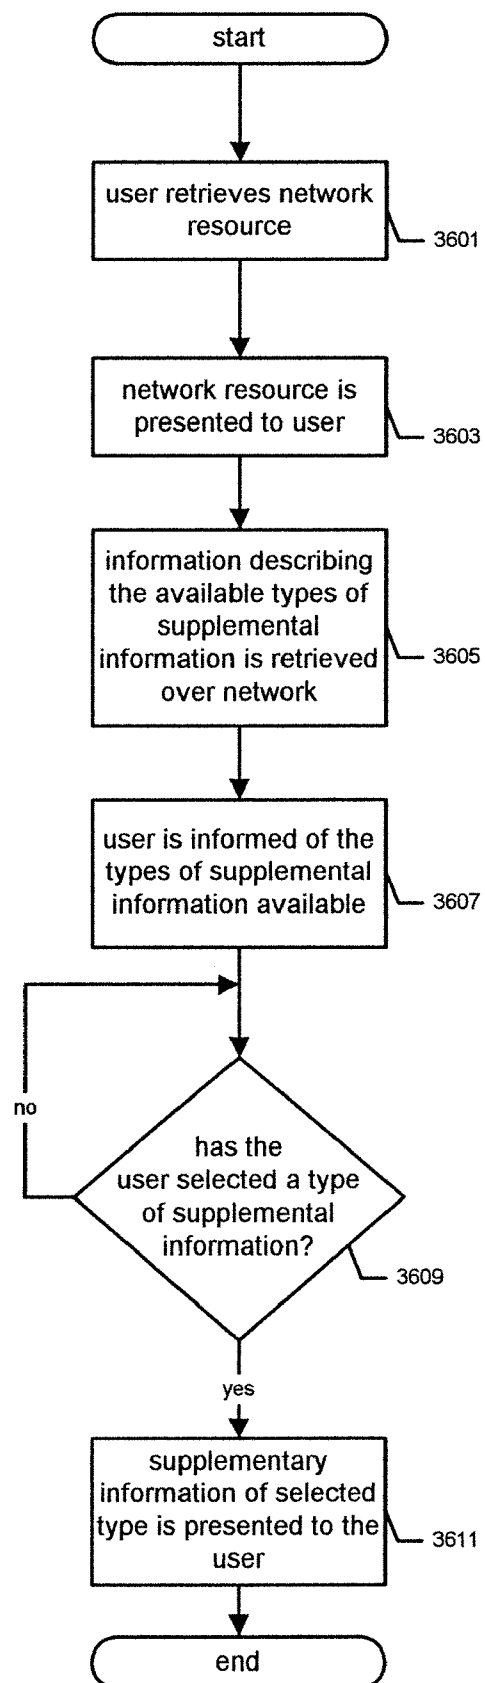 start
user retrieves network
resource
3601
network resource is
presented to user
3603
information describing
the available types of
supplemental
information is retrieved
over network
3605
user is informed of the
types of supplemental
information available
3607
no
has the
user selected a type
of supplemental
information?
3609
yes
supplementary
information of selected
type is presented to the
user
3611
end